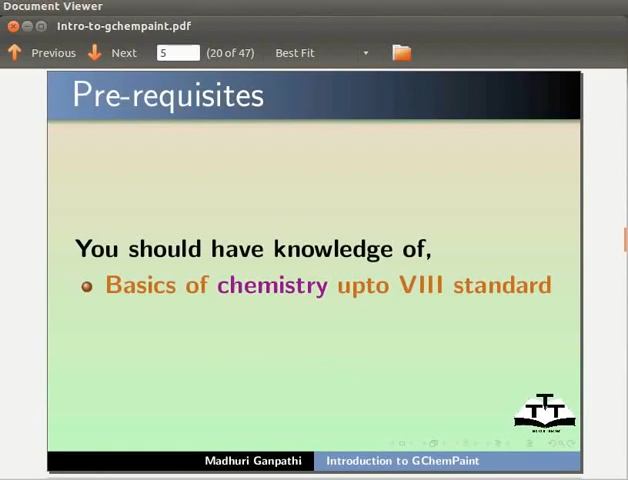 Document Viewer
Intro-to-gchempaint.pdf
Previous Next 5 (20 of 47) Best Fit
Pre-requisites
You should have knowledge of,
Basics of chemistry upto VIII standard
Madhuri Ganpathi Introduction to GChemPaint